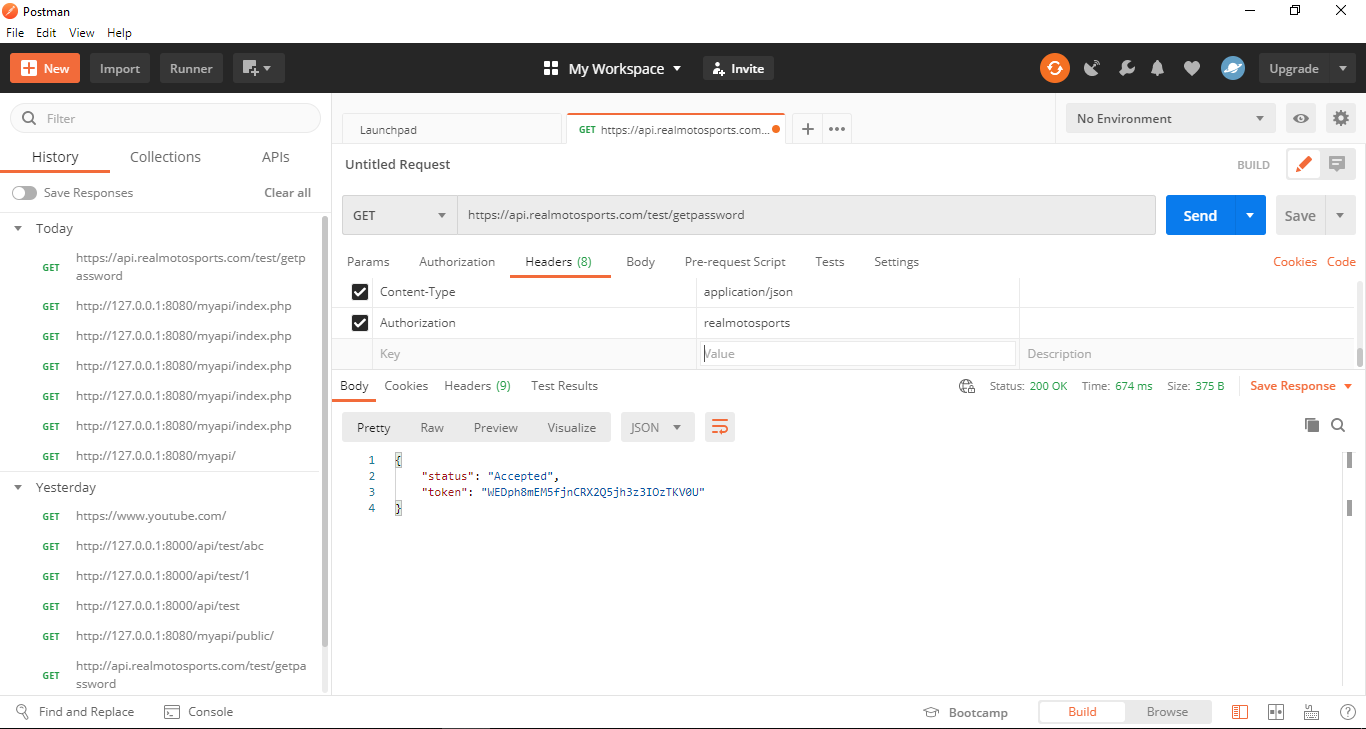 Postman
File Edit View Help
New Import Runner My Workspace Invite Upgrade
Filter
History Collections APIs
Save Responses Clear all
Today
GET https://api.realmotosports.com/test/getp
assword
GET http://127.0.0.1:8080/myapi/index.php
GET http://127.0.0.1:8080/myapi/index.php
GET http://127.0.0.1:8080/myapi/index.php
GET http://127.0.0.1:8080/myapi/index.php
GET http://127.0.0.1:8080/myapi/index.php
GET http://127.0.0.1:8080/myapi/
Yesterday
GET https://www.youtube.com/
GET http://127.0.0.1:8000/api/test/abc
GET http://127.0.0.1:8000/api/test/1
GET http://127.0.0.1:8000/api/test
GET http://127.0.0.1:8080/myapi/public/
GET http://api.realmotosports.com/test/getpa
ssword
Launchpad GET https://api.realmotosports.com... No Environment
Untitled Request BUILD
GET https://api.realmotosports.com/test/getpassword Send Save
Params Authorization Headers (8) Body Pre-request Script Tests Settings Cookies Code
Content-Type application/json
Authorization realmotosports
Key Value Description
Body Cookies Headers (9) Test Results Status: 200 OK Time: 674 ms Size: 375 B Save Response
Pretty Raw Preview Visualize JSON
1 {
2 "status": "Accepted",
3 "token": "WEDph8mEM5fjnCRX2Q5jh3z3IOzTKV0U"
4 }
Find and Replace Console Bootcamp Build Browse